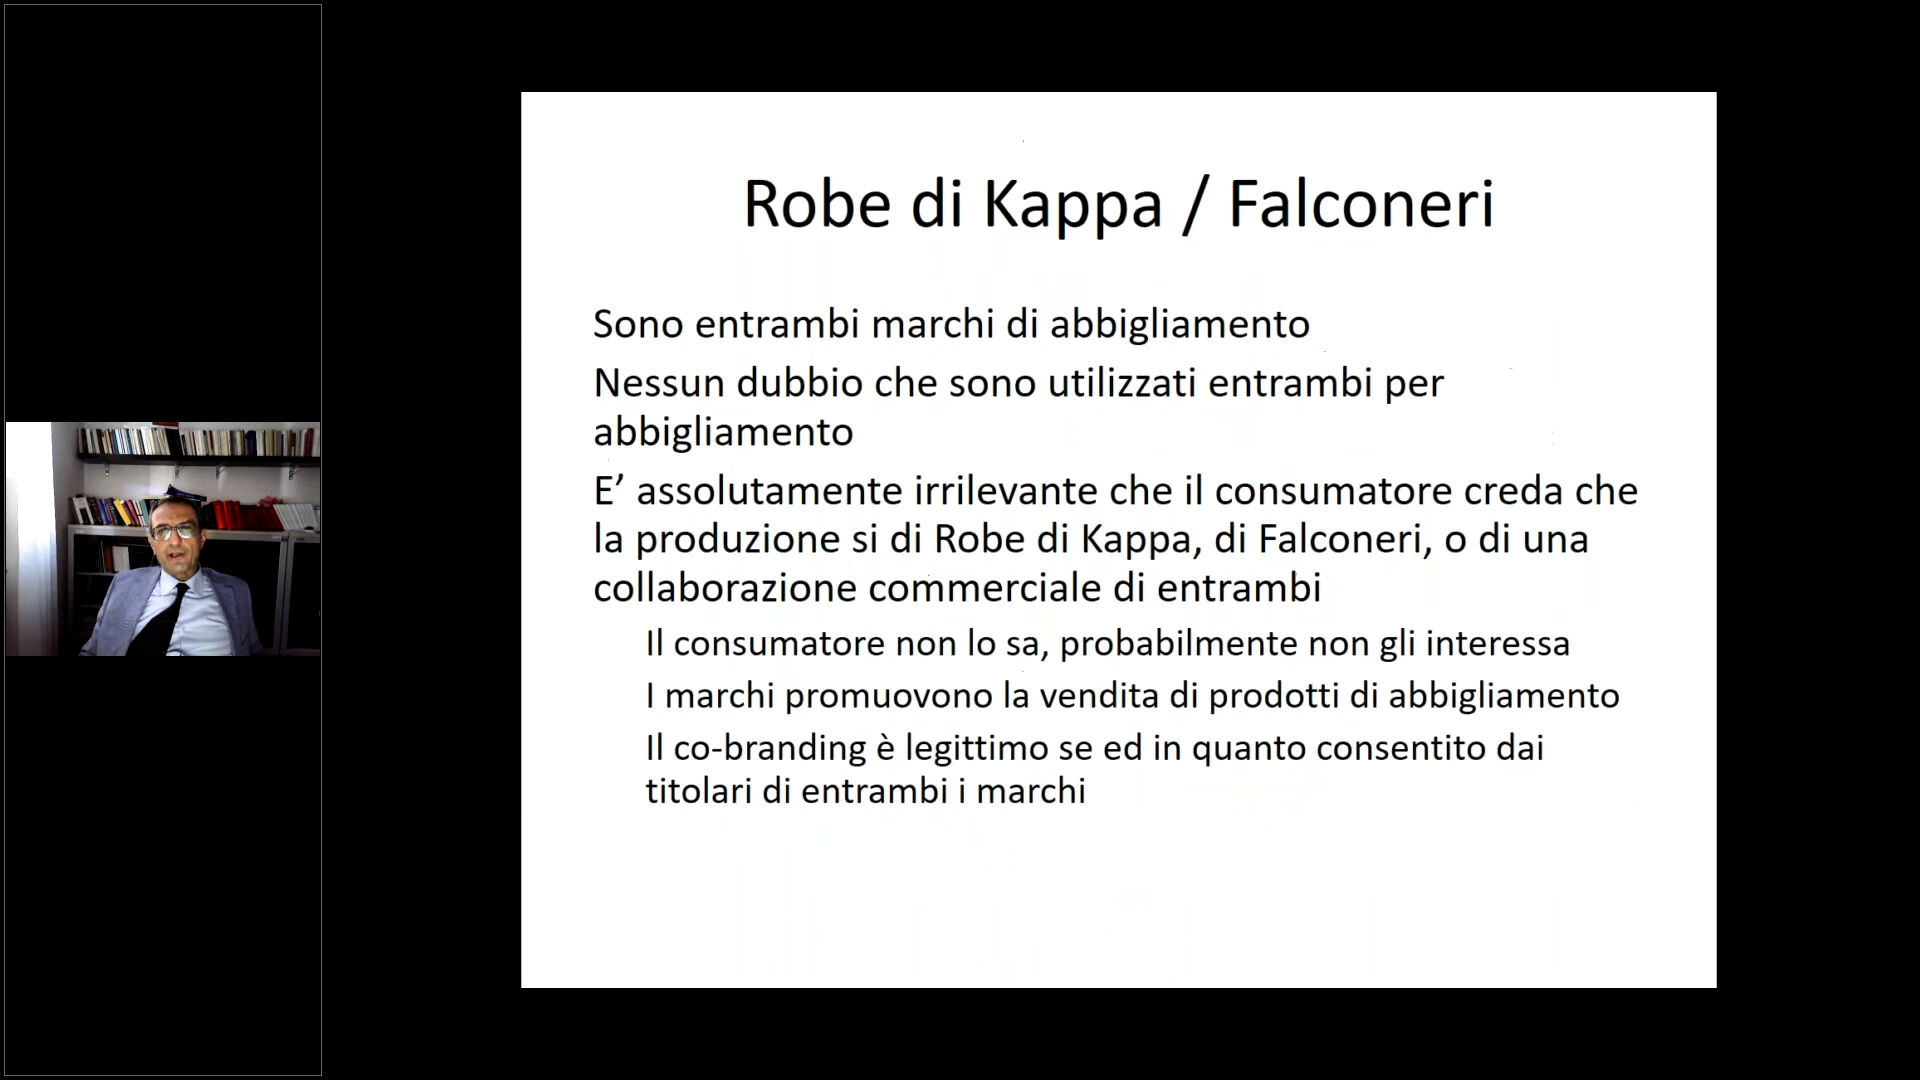 Robe di Kappa / Falconeri
Sono entrambi marchi di abbigliamento
Nessun dubbio che sono utilizzati entrambi per
abbigliamento
E’ assolutamente irrilevante che il consumatore creda che
la produzione si di Robe di Kappa, di Falconeri, o di una
collaborazione commerciale di entrambi
Il consumatore non lo sa, probabilmente non gli interessa
I marchi promuovono la vendita di prodotti di abbigliamento
Il co-branding è legittimo se ed in quanto consentito dai
titolari di entrambi i marchi